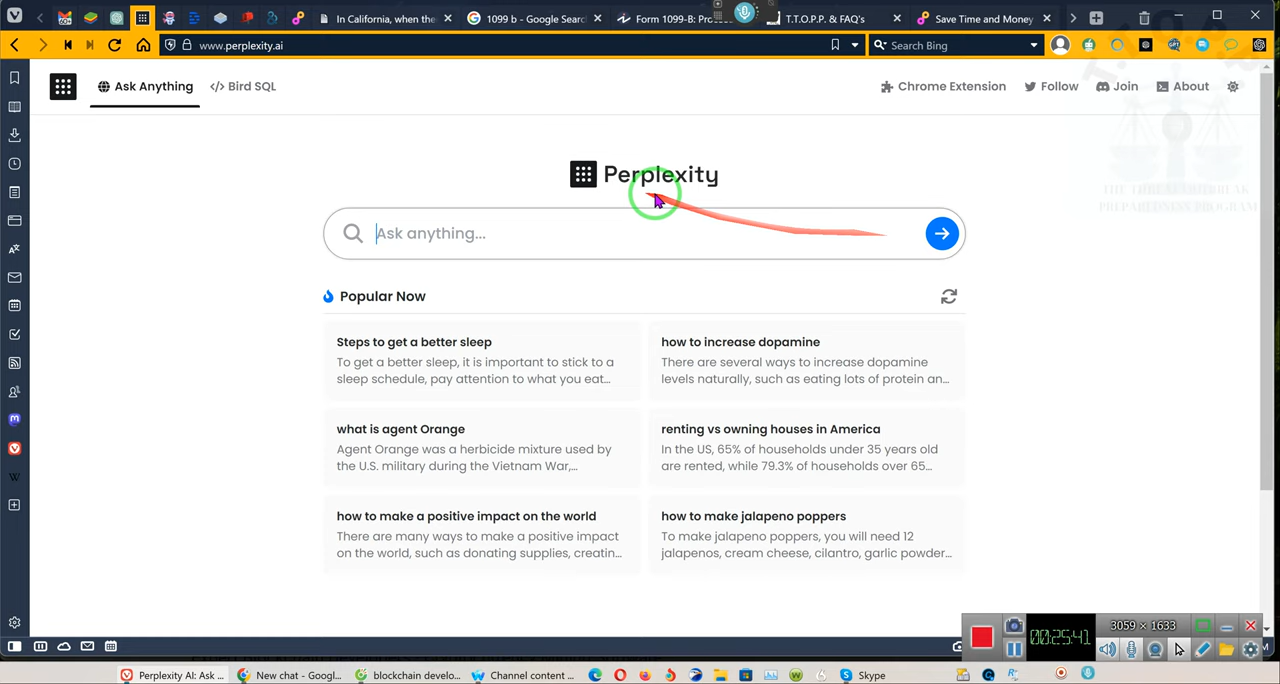 In California, when the
1099 b - Google Searc
Form 1099-B: Pro
T.T.O.P.P. & FAQ's
Save Time and Money
www.perplexity.ai
Search Bing
Ask Anything
</> Bird SQL
Chrome Extension
Follow
Join
About
Perplexity
Ask anything...
Popular Now
Steps to get a better sleep
To get a better sleep, it is important to stick to a
sleep schedule, pay attention to what you eat...
how to increase dopamine
There are several ways to increase dopamine
levels naturally, such as eating lots of protein an...
what is agent Orange
Agent Orange was a herbicide mixture used by
the U.S. military during the Vietnam War,...
renting vs owning houses in America
In the US, 65% of households under 35 years old
are rented, while 79.3% of households over 65...
how to make a positive impact on the world
There are many ways to make a positive impact
on the world, such as donating supplies, creatin...
how to make jalapeno poppers
To make jalapeno poppers, you will need 12
jalapenos, cream cheese, cilantro, garlic powder...
THE THREAT OUTBREAK
PREPAREDNESS PROGRAM
3059 × 1633
00:25:41
Perplexity AI: Ask ...
New chat - Googl...
blockchain develo...
Channel content ...
Skype